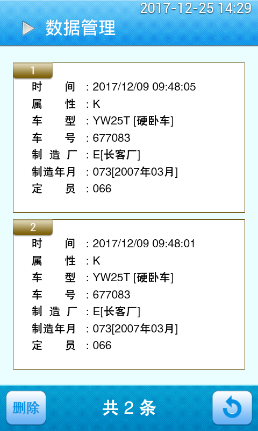 2017-12-25 14:29
数据管理
1
时 间 : 2017/12/09 09:48:05
属 性 : K
车 型 : YW25T [硬卧车]
车 号 : 677083
制 造 厂 : E[长客厂]
制造年月 : 073[2007年03月]
定 员 : 066
2
时 间 : 2017/12/09 09:48:01
属 性 : K
车 型 : YW25T [硬卧车]
车 号 : 677083
制 造 厂 : E[长客厂]
制造年月 : 073[2007年03月]
定 员 : 066
删除 共 2 条